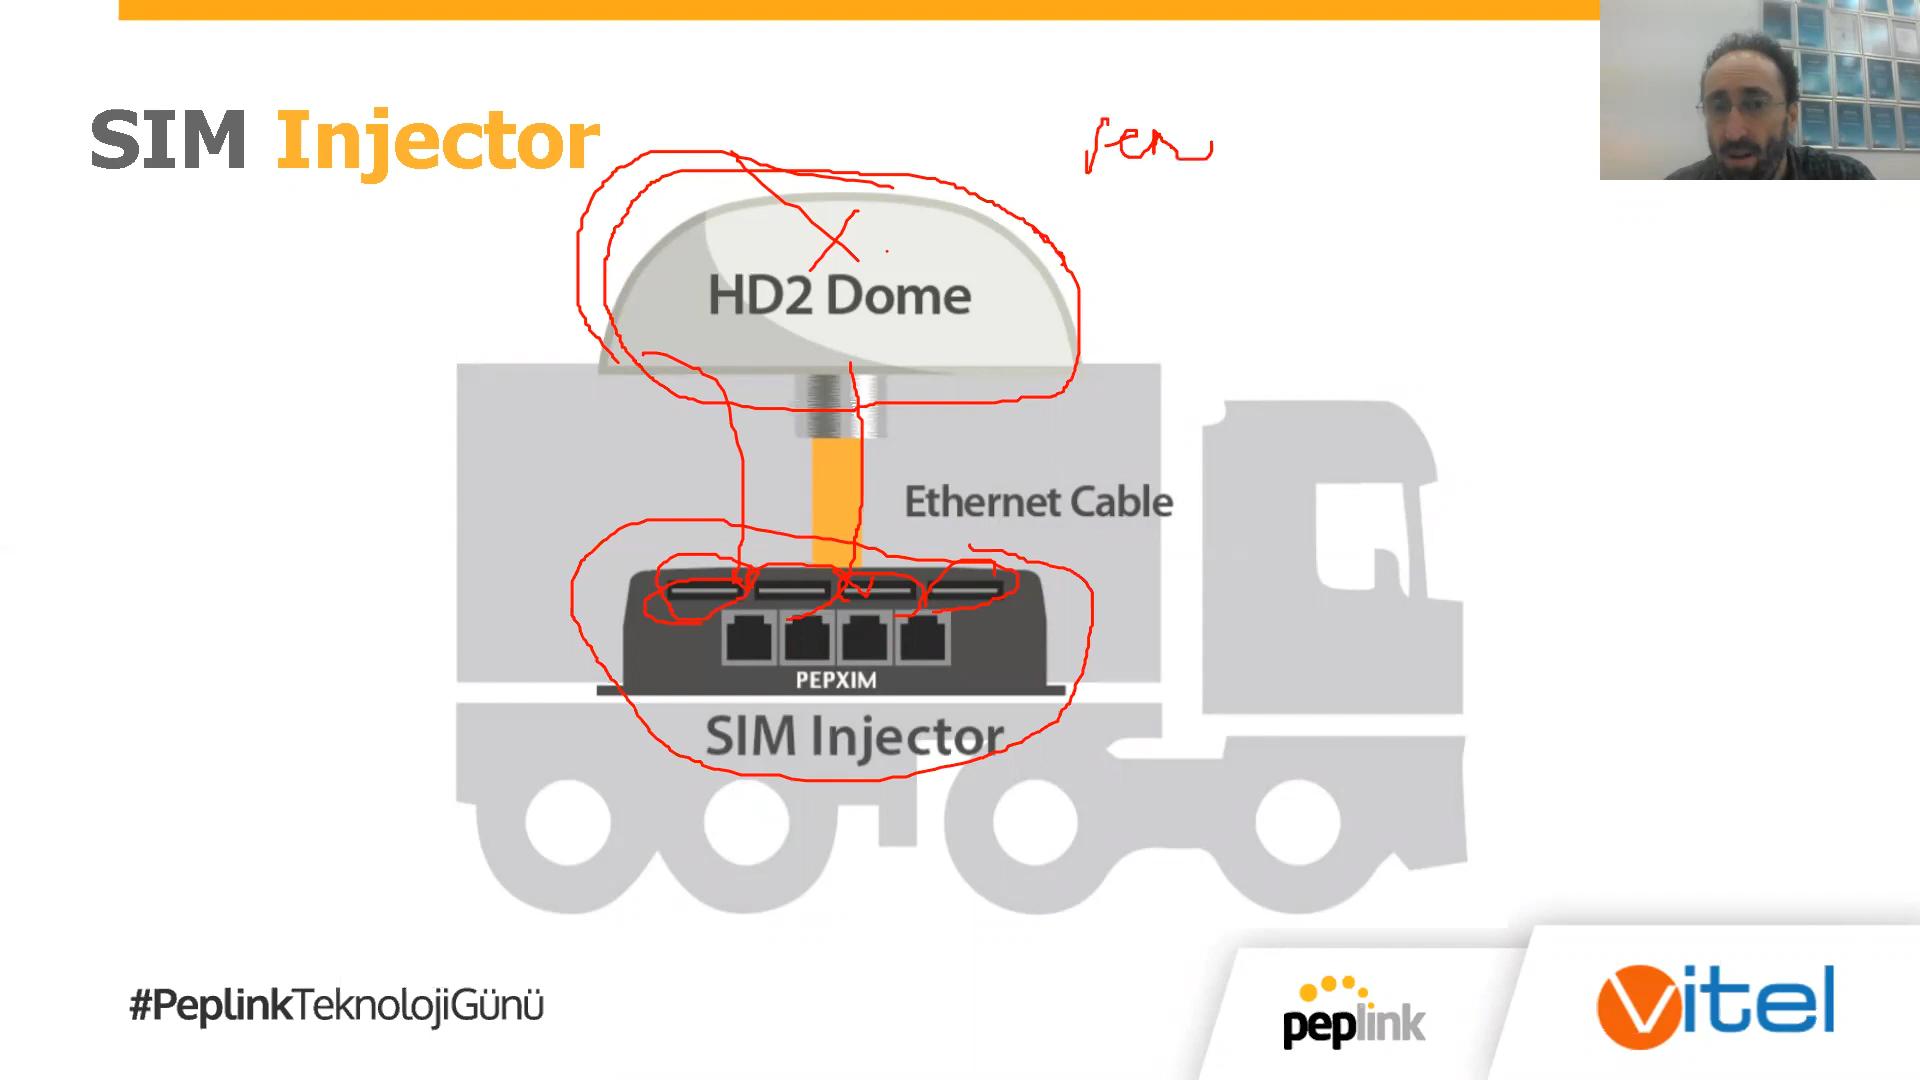 SIM Injector
HD2 Dome
Ethernet Cable
PEPXIM
SIM Injector
#PeplinkTeknolojiGünü
peplink
vitel